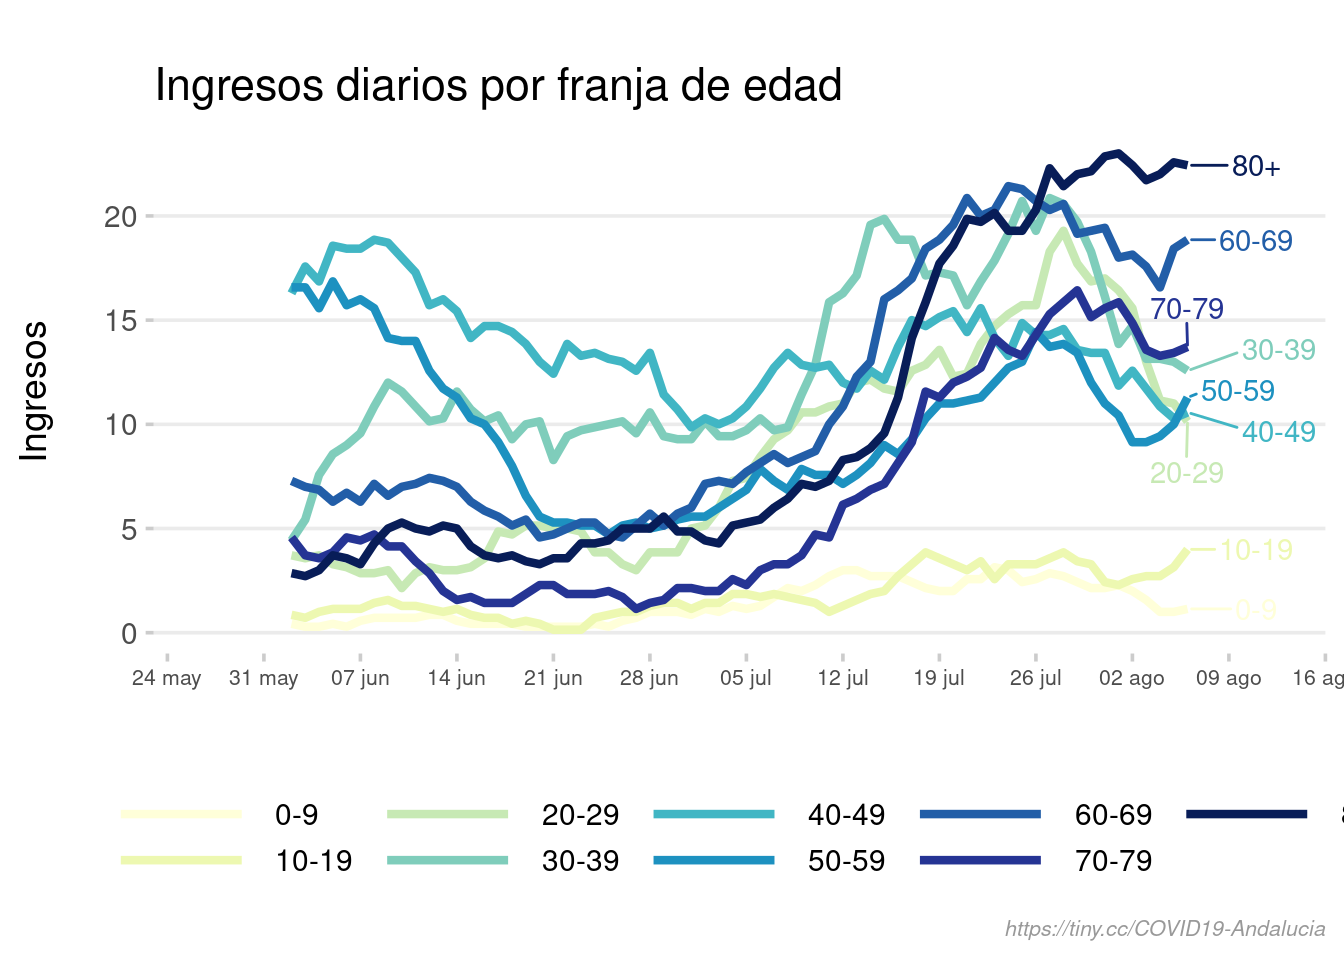 Ingresos diarios por franja de edad
Ingresos
20
15
10
5
0
80+
60-69
70-79
30-39
50-59
40-49
20-29
10-19
0-9
24 may 31 may 07 jun 14 jun 21 jun 28 jun 05 jul 12 jul 19 jul 26 jul 02 ago 09 ago 16 ag
0-9 20-29 40-49 60-69
10-19 30-39 50-59 70-79
https://tiny.cc/COVID19-Andalucia